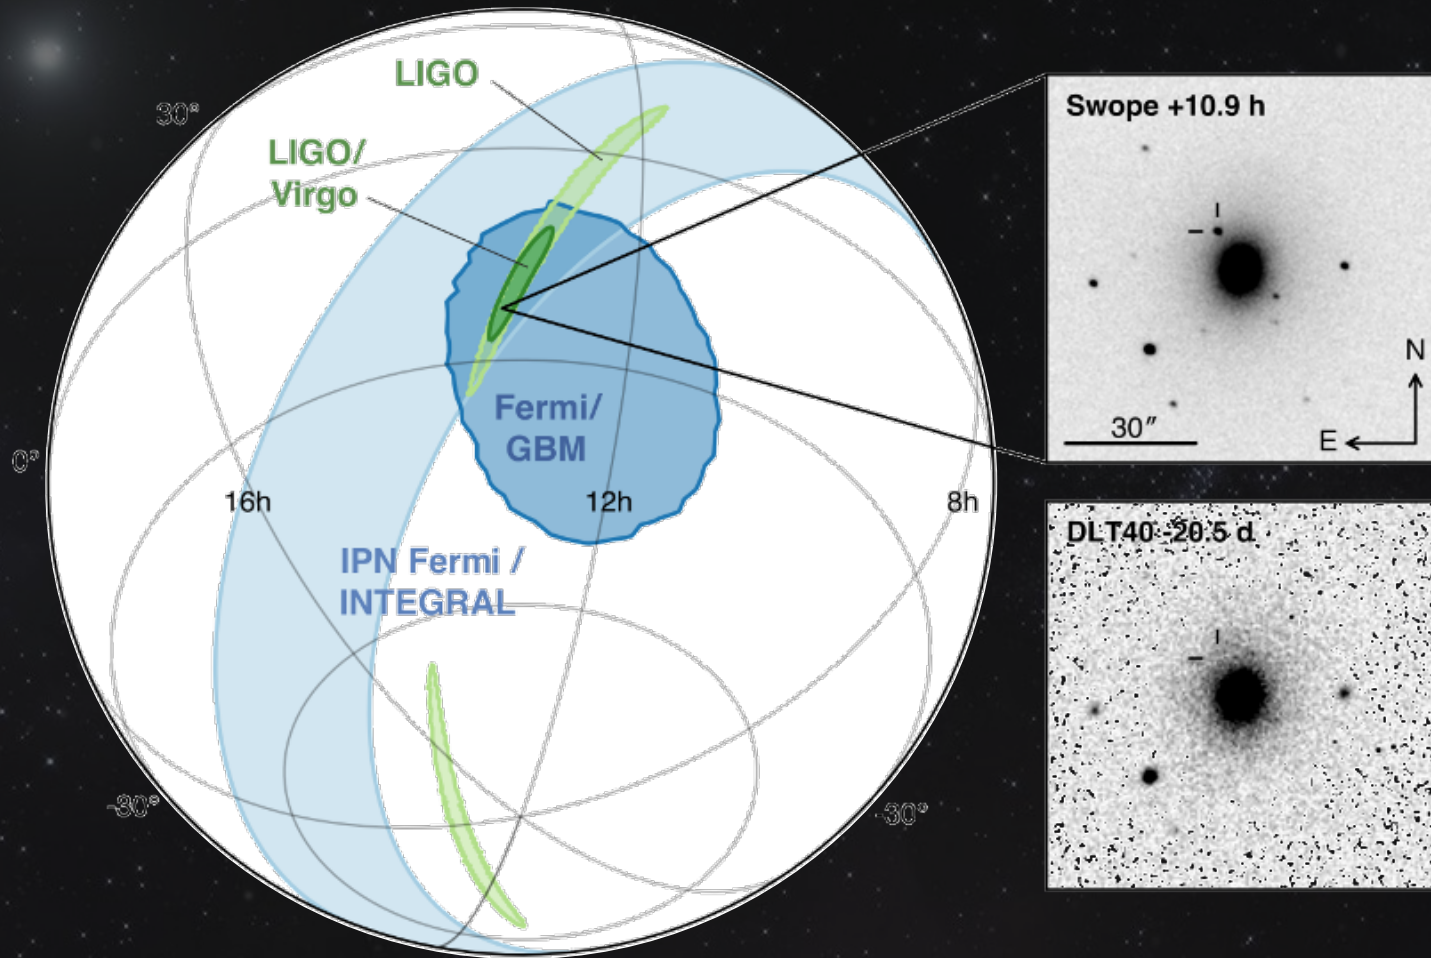 LIGO
30°
LIGO/
Virgo
Fermi/
GBM
0°
16h
12h
8h
IPN Fermi /
INTEGRAL
-30°
-30°
Swope +10.9 h
N
30″
E
DLT40 -20.5 d